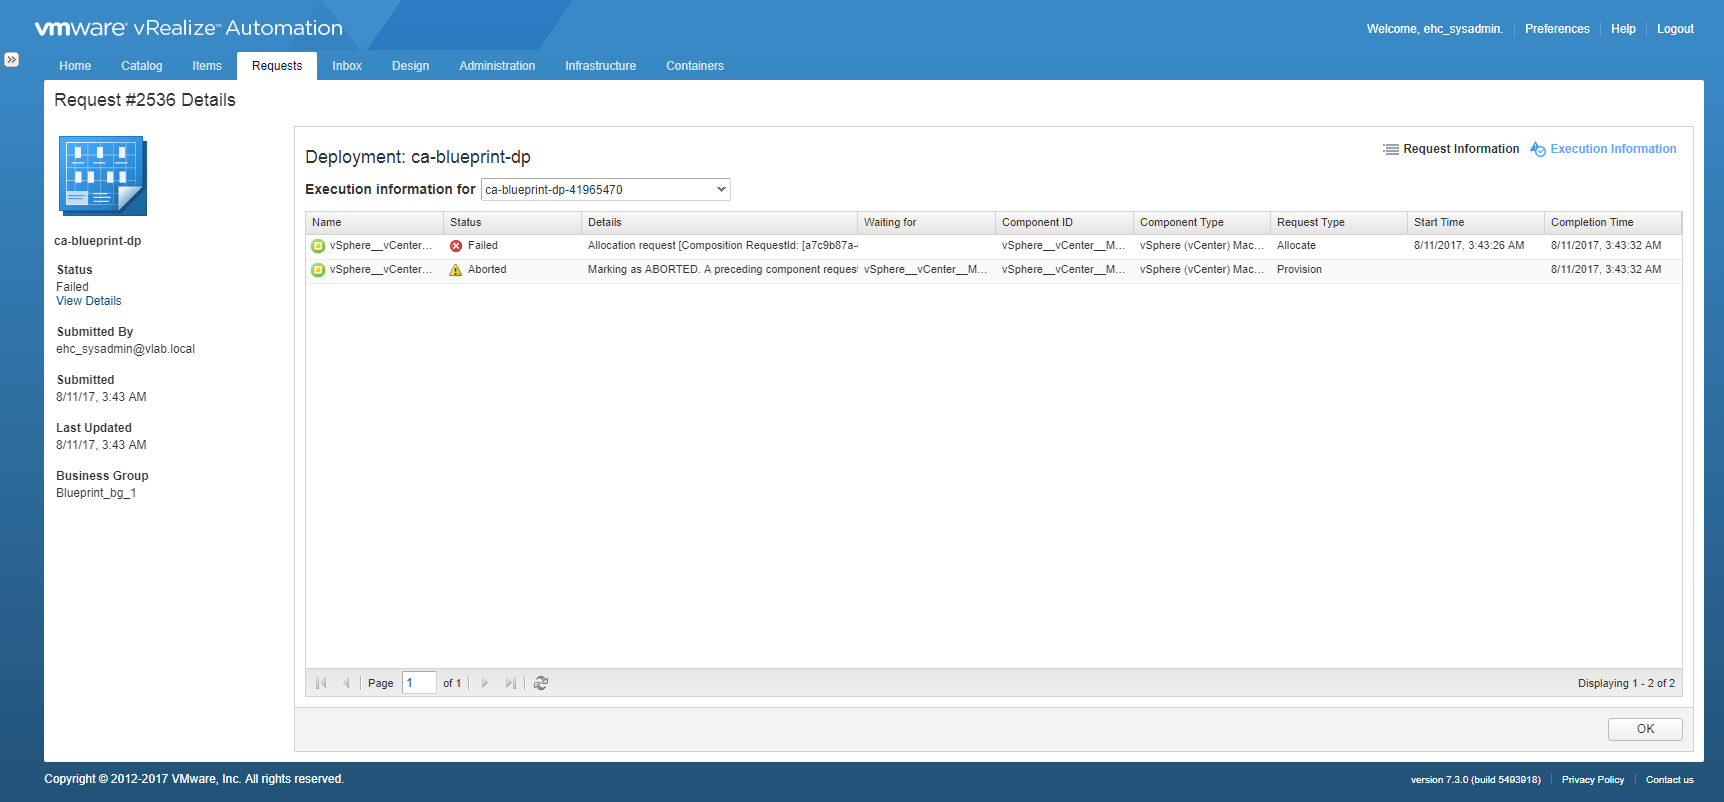 vmware® vRealize™ Automation
Welcome, ehc_sysadmin. Preferences Help Logout
Home Catalog Items Requests Inbox Design Administration Infrastructure Containers
Request #2536 Details
ca-blueprint-dp
Status
Failed
View Details
Submitted By
ehc_sysadmin@vlab.local
Submitted
8/11/17, 3:43 AM
Last Updated
8/11/17, 3:43 AM
Business Group
Blueprint_bg_1
Deployment: ca-blueprint-dp
Request Information Execution Information
Execution information for ca-blueprint-dp-41965470
Name Status Details Waiting for Component ID Component Type Request Type Start Time Completion Time
vSphere__vCenter... Failed Allocation request [Composition RequestId: [a7c9b87a- vSphere__vCenter__M... vSphere (vCenter) Mac... Allocate 8/11/2017, 3:43:26 AM 8/11/2017, 3:43:32 AM
vSphere__vCenter... Aborted Marking as ABORTED. A preceding component request vSphere__vCenter__M... vSphere__vCenter__M... vSphere (vCenter) Mac... Provision 8/11/2017, 3:43:32 AM
Page 1 of 1
Displaying 1 - 2 of 2
OK
Copyright © 2012-2017 VMware, Inc. All rights reserved.
version 7.3.0 (build 5493918) Privacy Policy Contact us